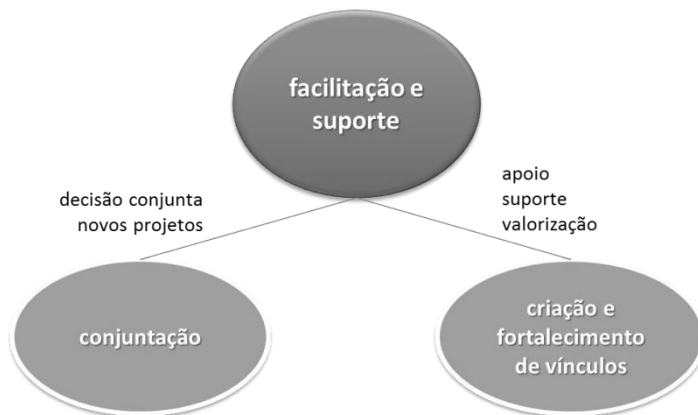 facilitação e
suporte
decisão conjunta
novos projetos
apoio
suporte
valorização
conjuntação
criação e
fortalecimento
de vínculos